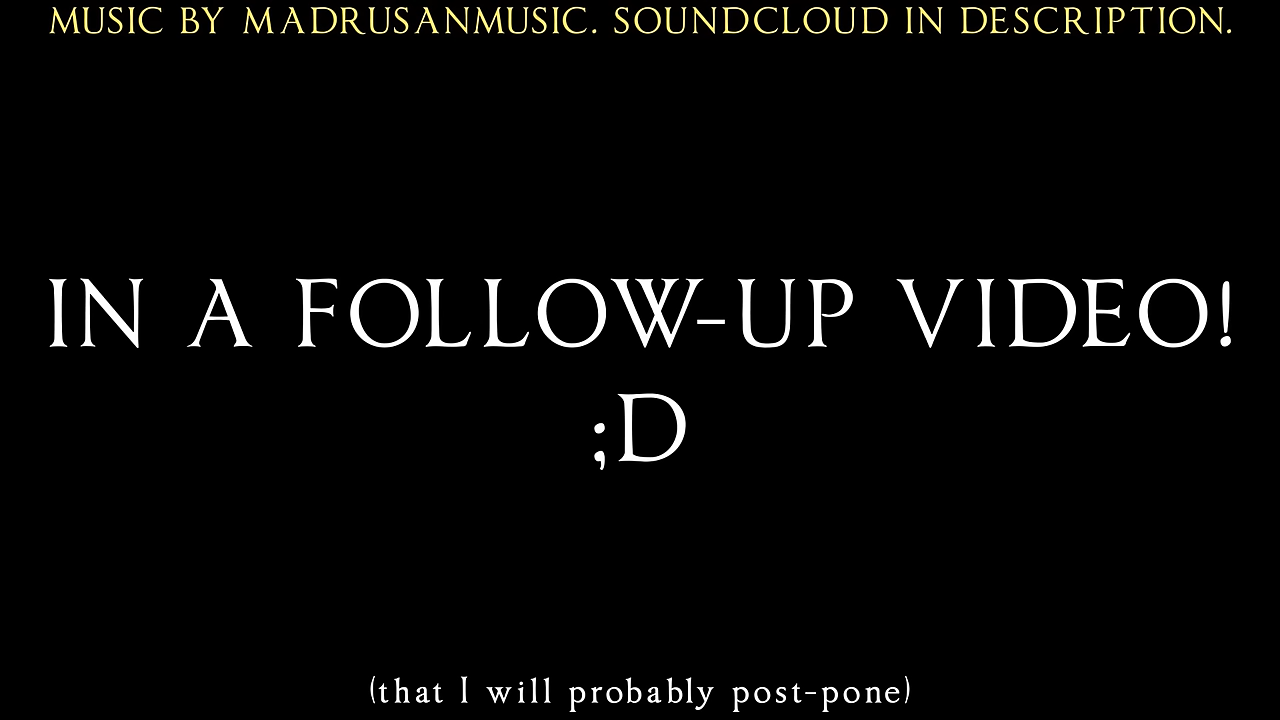 MUSIC BY MADRUSANMUSIC. SOUNDCLOUD IN DESCRIPTION.
IN A FOLLOW-UP VIDEO!
;D
(that I will probably post-pone)